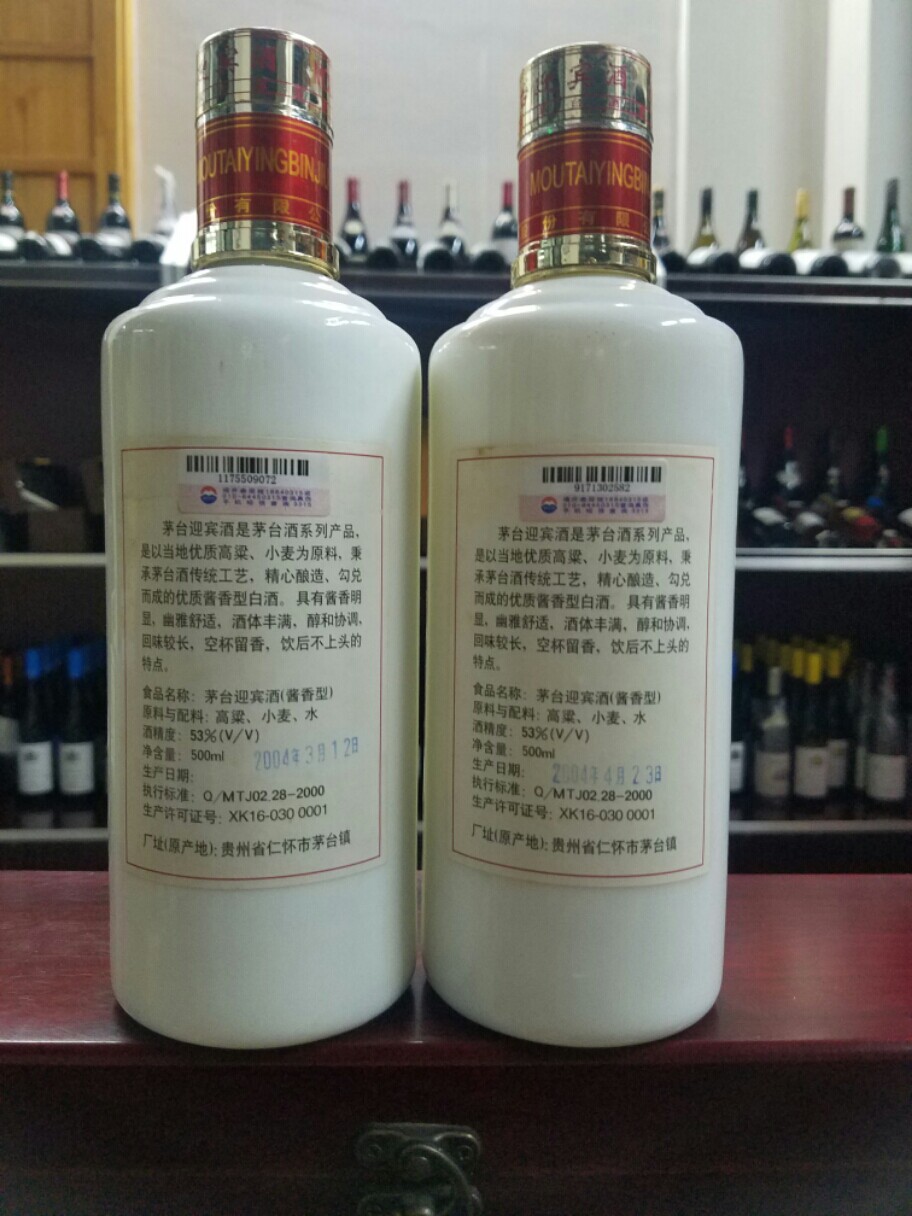 宾酒
MOUTAIYINGBINJI
份有限公
1175509072
茅台迎宾酒是茅台酒系列产品,
是以当地优质高粱、小麦为原料,秉
承茅台酒传统工艺,精心酿造、勾兑
而成的优质酱香型白酒。具有酱香明
显,幽雅舒适,酒体丰满,醇和协调,
回味较长,空杯留香,饮后不上头的
特点。
食品名称:茅台迎宾酒(酱香型)
原料与配料:高粱、小麦、水
酒精度:53%(V/V)
净含量:500ml
生产日期:2004年3月12日
执行标准:Q/MTJ02.28-2000
生产许可证号:XK16-030 0001
厂址(原产地):贵州省仁怀市茅台镇
宾酒
MOUTAIYINGBIN
份有限
9171302582
茅台迎宾酒是茅台酒系列产品,
是以当地优质高粱、小麦为原料,秉
承茅台酒传统工艺,精心酿造、勾兑
而成的优质酱香型白酒。具有酱香明
显,幽雅舒适,酒体丰满,醇和协调,
回味较长,空杯留香,饮后不上头的
特点。
食品名称:茅台迎宾酒(酱香型)
原料与配料:高粱、小麦、水
酒精度:53%(V/V)
净含量:500ml
生产日期:2004年4月23日
执行标准:Q/MTJ02.28-2000
生产许可证号:XK16-030 0001
厂址(原产地):贵州省仁怀市茅台镇